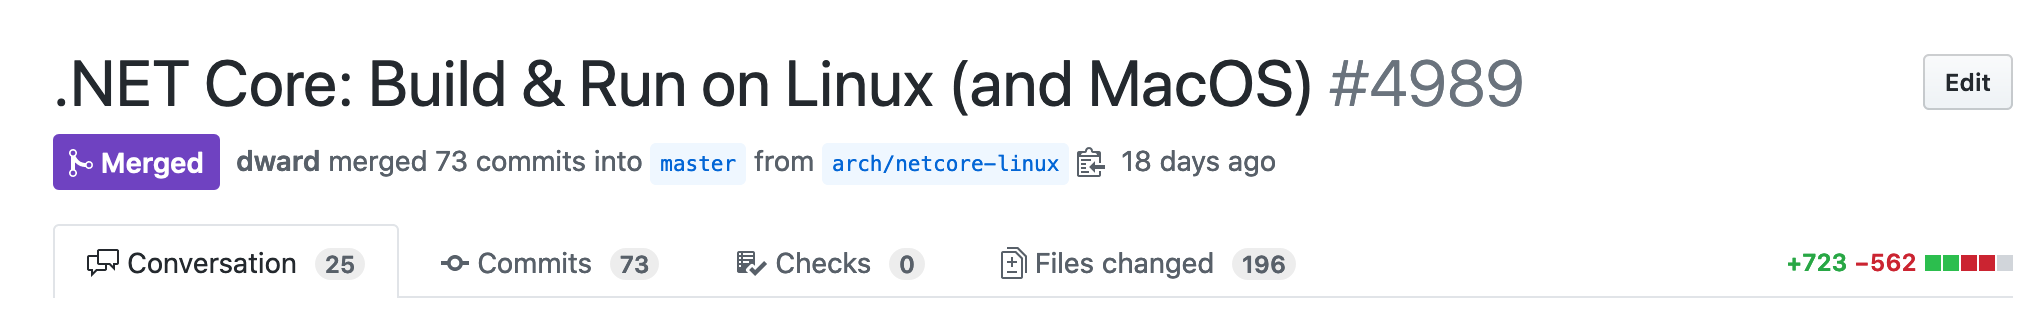 .NET Core: Build & Run on Linux (and MacOS) #4989
Edit
Merged dward merged 73 commits into master from arch/netcore-linux 18 days ago
Conversation 25 Commits 73 Checks 0 Files changed 196 +723 −562